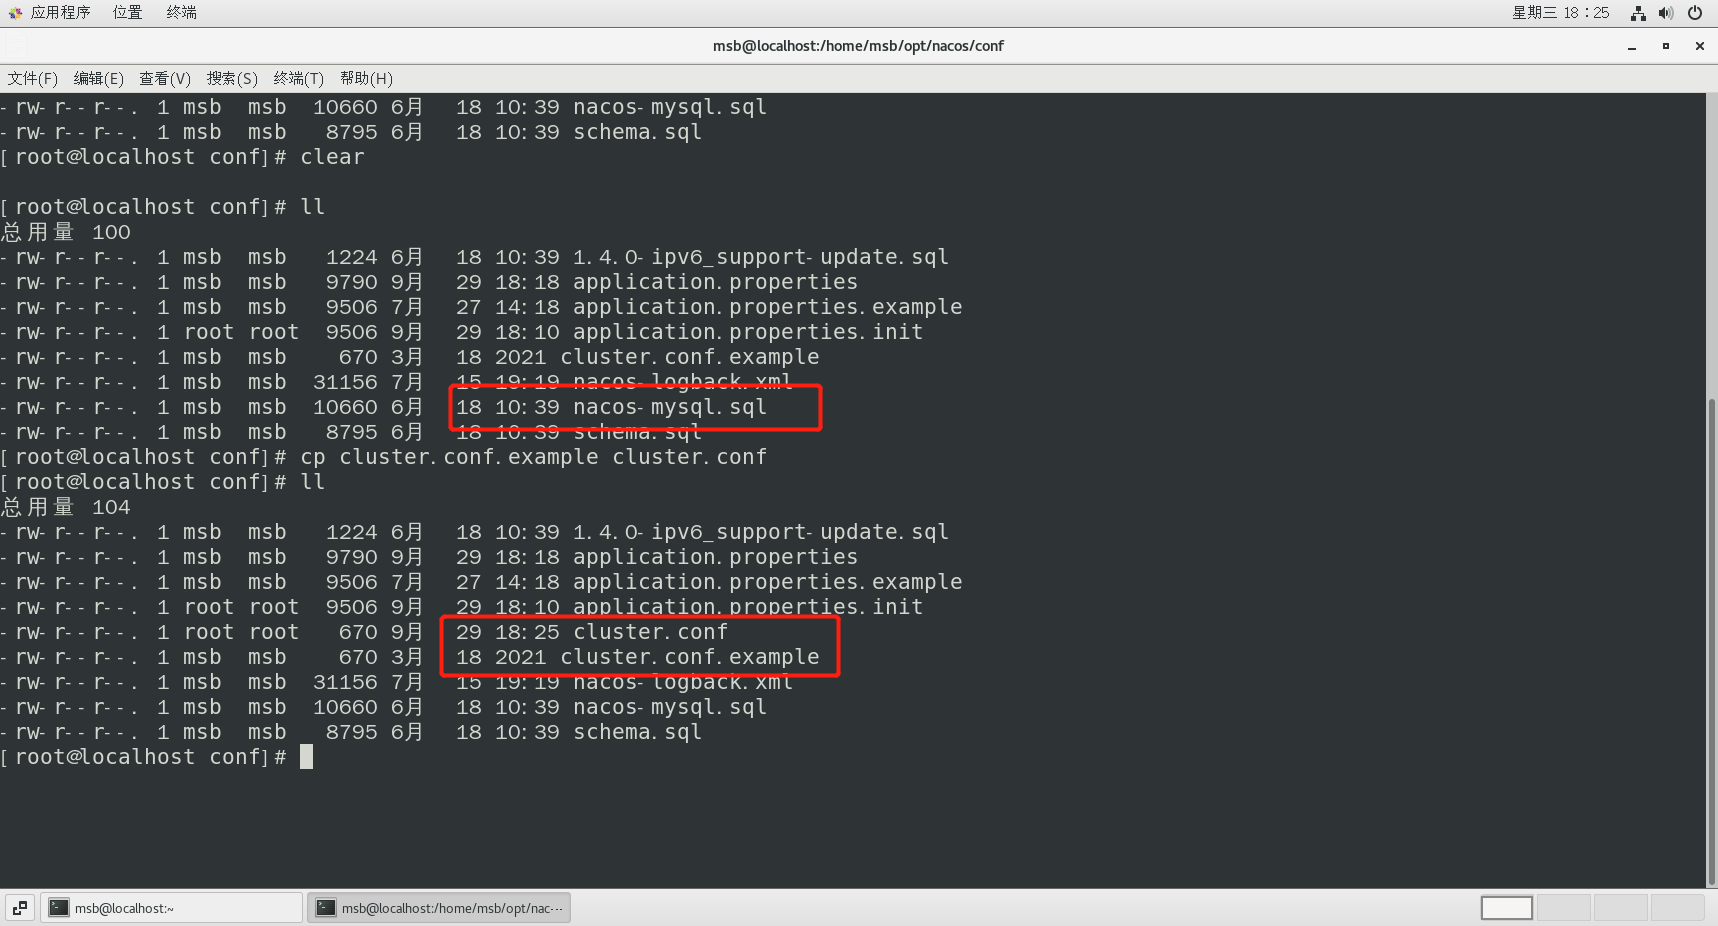 应用程序 位置 终端 星期三 18：25
msb@localhost:/home/msb/opt/nacos/conf
文件(F) 编辑(E) 查看(V) 搜索(S) 终端(T) 帮助(H)
-rw-r--r--. 1 msb msb 10660 6月 18 10:39 nacos-mysql.sql
-rw-r--r--. 1 msb msb 8795 6月 18 10:39 schema.sql
[root@localhost conf]# clear
[root@localhost conf]# ll
总用量 100
-rw-r--r--. 1 msb msb 1224 6月 18 10:39 1.4.0-ipv6_support-update.sql
-rw-r--r--. 1 msb msb 9790 9月 29 18:18 application.properties
-rw-r--r--. 1 msb msb 9506 7月 27 14:18 application.properties.example
-rw-r--r--. 1 root root 9506 9月 29 18:10 application.properties.init
-rw-r--r--. 1 msb msb 670 3月 18 2021 cluster.conf.example
-rw-r--r--. 1 msb msb 31156 7月 15 19:19 nacos-logback.xml
-rw-r--r--. 1 msb msb 10660 6月 18 10:39 nacos-mysql.sql
-rw-r--r--. 1 msb msb 8795 6月 18 10:39 schema.sql
[root@localhost conf]# cp cluster.conf.example cluster.conf
[root@localhost conf]# ll
总用量 104
-rw-r--r--. 1 msb msb 1224 6月 18 10:39 1.4.0-ipv6_support-update.sql
-rw-r--r--. 1 msb msb 9790 9月 29 18:18 application.properties
-rw-r--r--. 1 msb msb 9506 7月 27 14:18 application.properties.example
-rw-r--r--. 1 root root 9506 9月 29 18:10 application.properties.init
-rw-r--r--. 1 root root 670 9月 29 18:25 cluster.conf
-rw-r--r--. 1 msb msb 670 3月 18 2021 cluster.conf.example
-rw-r--r--. 1 msb msb 31156 7月 15 19:19 nacos-logback.xml
-rw-r--r--. 1 msb msb 10660 6月 18 10:39 nacos-mysql.sql
-rw-r--r--. 1 msb msb 8795 6月 18 10:39 schema.sql
[root@localhost conf]#
msb@localhost:~ msb@localhost:/home/msb/opt/nac···